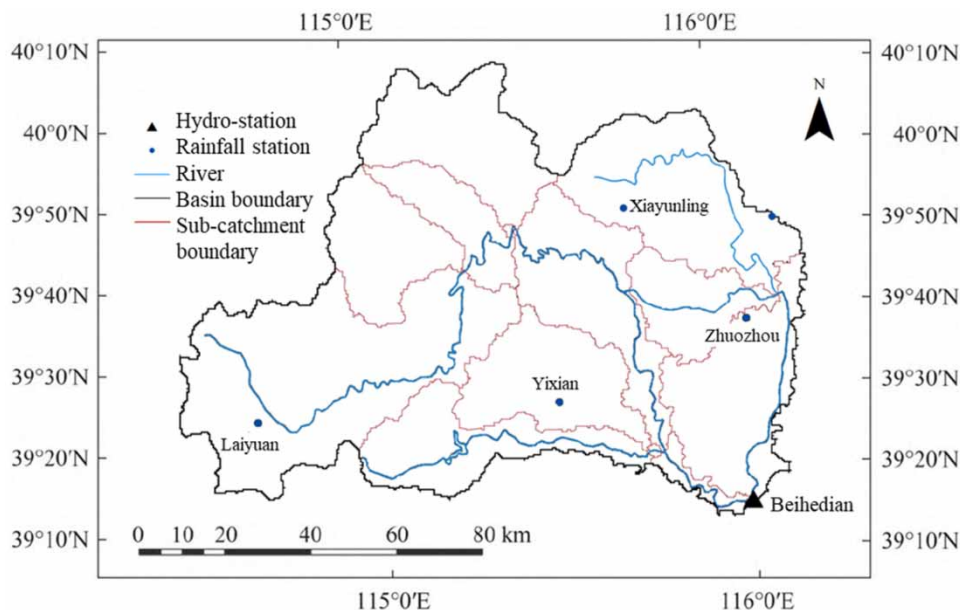 115°0′E 116°0′E
40°10′N 40°10′N
N
Hydro-station
40°0′N 40°0′N
Rainfall station
River
Basin boundary
39°50′N Xiayunling 39°50′N
Sub-catchment
boundary
39°40′N 39°40′N
Zhuozhou
39°30′N Yixian 39°30′N
Laiyuan
39°20′N 39°20′N
Beihedian
0 10 20 40 60 80 km
39°10′N 39°10′N
115°0′E 116°0′E